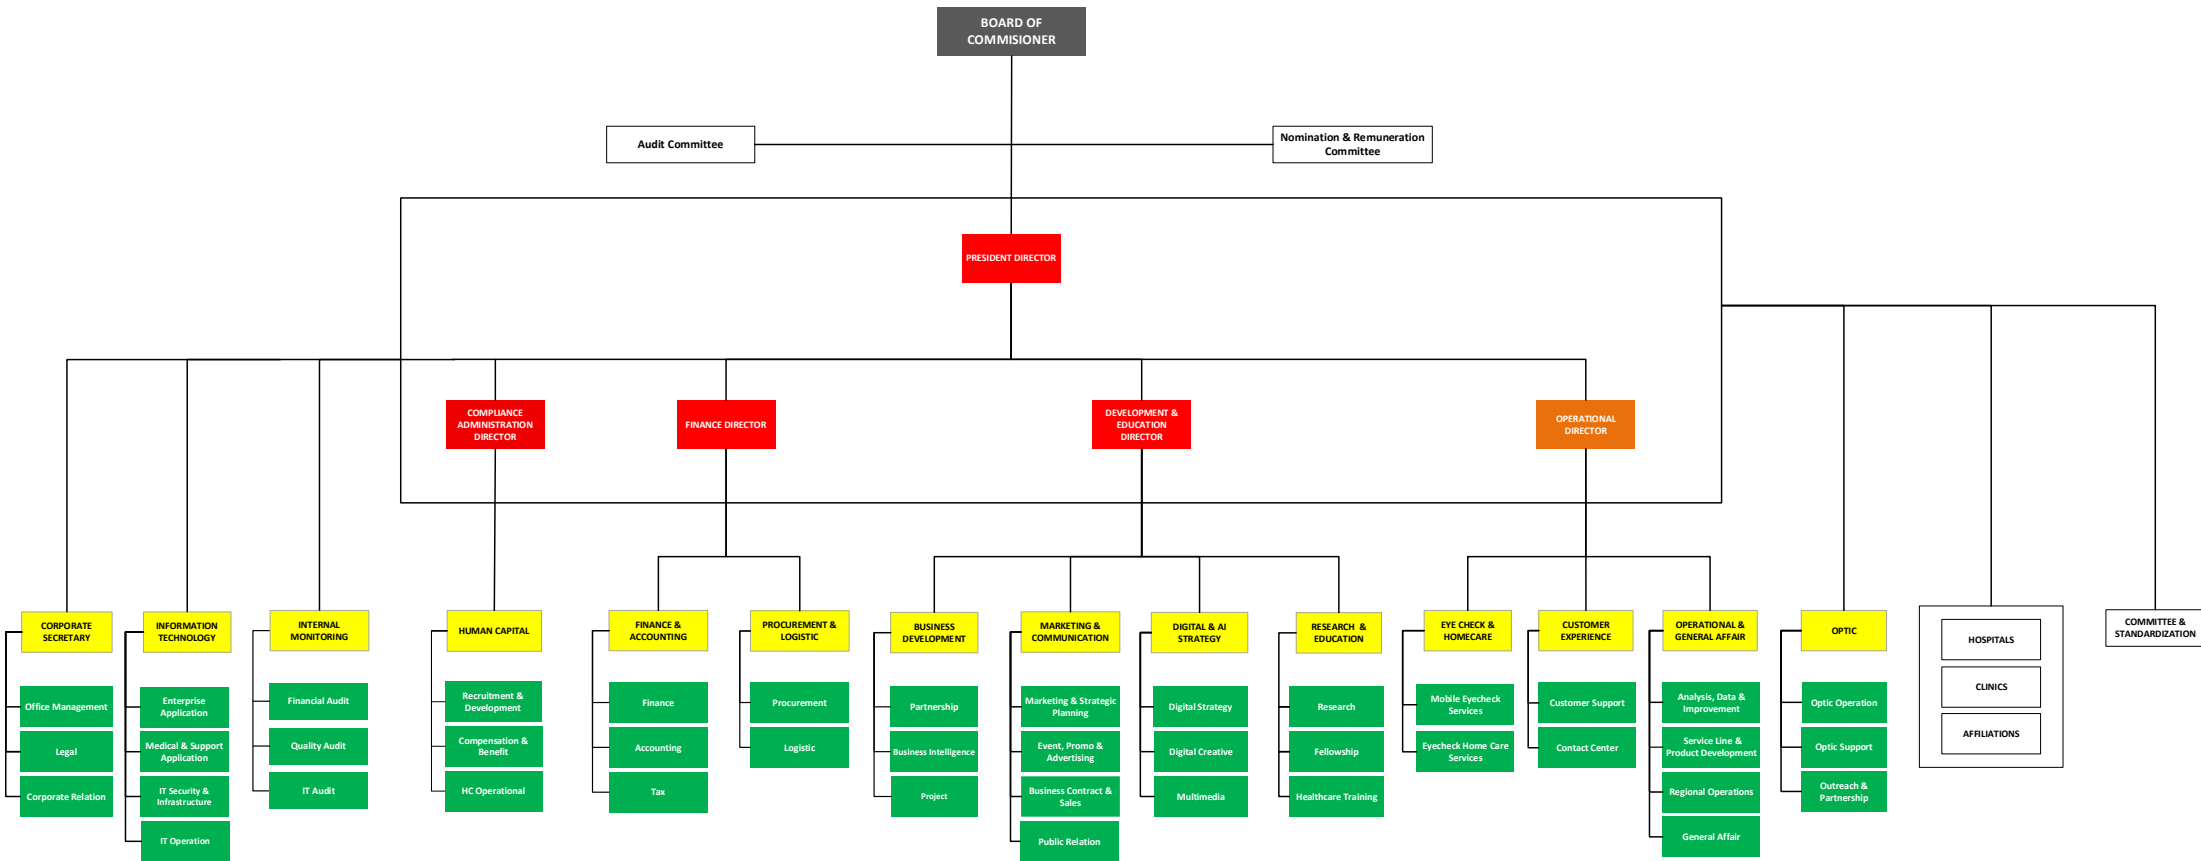 BOARD OF
COMMISIONER
Audit Committee
Nomination & Remuneration
Committee
PRESIDENT DIRECTOR
COMPLIANCE
ADMINISTRATION
DIRECTOR
FINANCE DIRECTOR
DEVELOPMENT &
EDUCATION
DIRECTOR
OPERATIONAL
DIRECTOR
CORPORATE
SECRETARY
Office Management
Legal
Corporate Relation
INFORMATION
TECHNOLOGY
Enterprise
Application
Medical & Support
Application
IT Security &
Infrastructure
IT Operation
INTERNAL
MONITORING
Financial Audit
Quality Audit
IT Audit
HUMAN CAPITAL
Recruitment &
Development
Compensation &
Benefit
HC Operational
FINANCE &
ACCOUNTING
Finance
Accounting
Tax
PROCUREMENT &
LOGISTIC
Procurement
Logistic
BUSINESS
DEVELOPMENT
Partnership
Business Intelligence
Project
MARKETING &
COMMUNICATION
Marketing & Strategic
Planning
Event, Promo &
Advertising
Business Contract &
Sales
Public Relation
DIGITAL & AI
STRATEGY
Digital Strategy
Digital Creative
Multimedia
RESEARCH &
EDUCATION
Research
Fellowship
Healthcare Training
EYE CHECK &
HOMECARE
Mobile Eyecheck
Services
Eyecheck Home Care
Services
CUSTOMER
EXPERIENCE
Customer Support
Contact Center
OPERATIONAL &
GENERAL AFFAIR
Analysis, Data &
Improvement
Service Line &
Product Development
Regional Operations
General Affair
OPTIC
Optic Operation
Optic Support
Outreach &
Partnership
HOSPITALS
CLINICS
AFFILIATIONS
COMMITTEE &
STANDARDIZATION